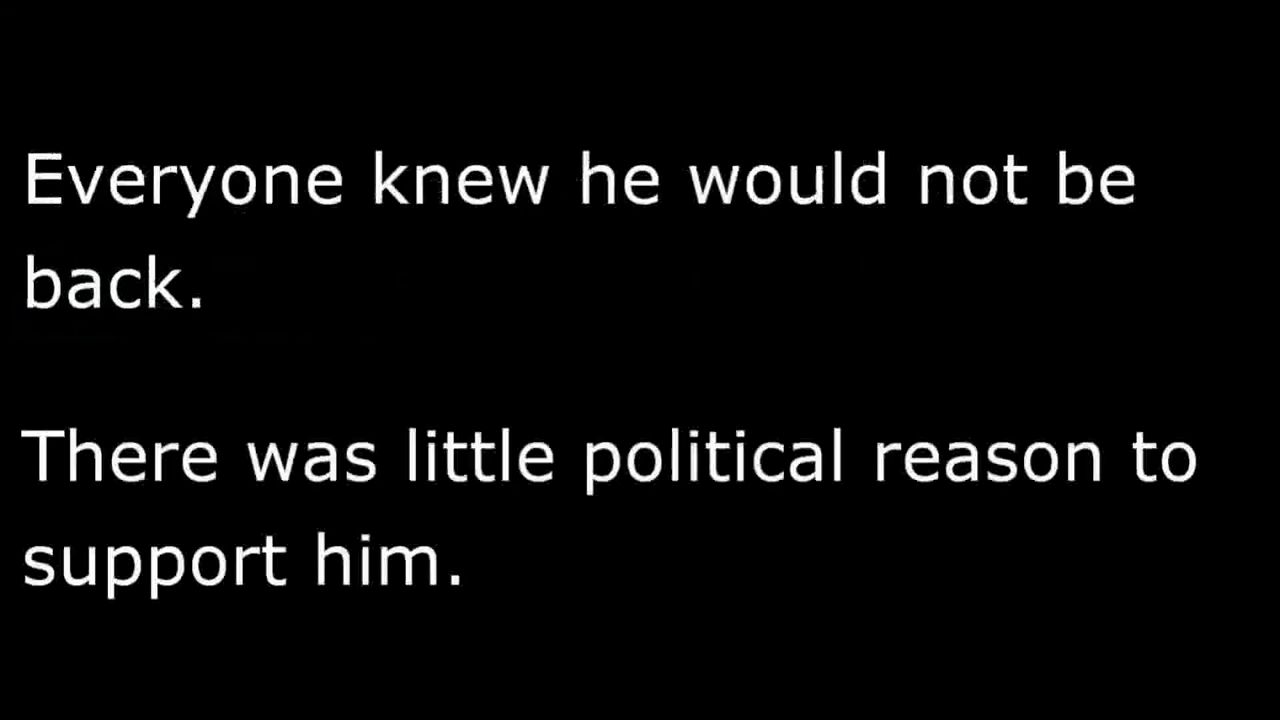 Everyone knew he would not be
back.
There was little political reason to
support him.